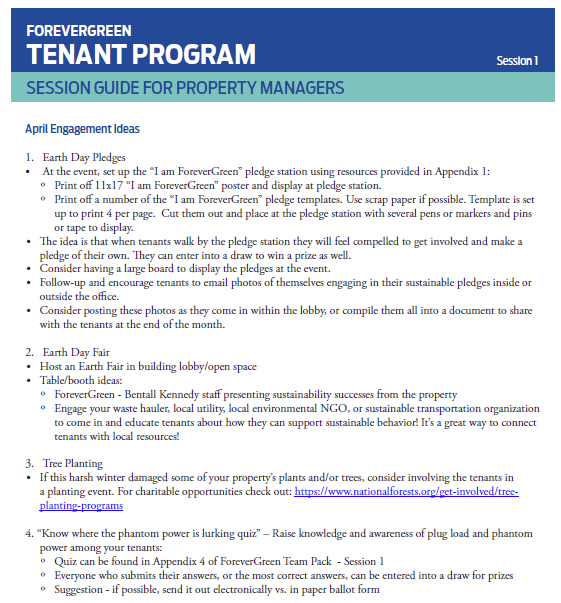 FOREVERGREEN
TENANT PROGRAM
Session 1
SESSION GUIDE FOR PROPERTY MANAGERS
April Engagement Ideas
1. Earth Day Pledges
• At the event, set up the “I am ForeverGreen” pledge station using resources provided in Appendix 1:
° Print off 11x17 “I am ForeverGreen” poster and display at pledge station.
° Print off a number of the “I am ForeverGreen” pledge templates. Use scrap paper if possible. Template is set
up to print 4 per page. Cut them out and place at the pledge station with several pens or markers and pins
or tape to display.
• The idea is that when tenants walk by the pledge station they will feel compelled to get involved and make a
pledge of their own. They can enter into a draw to win a prize as well.
• Consider having a large board to display the pledges at the event.
• Follow-up and encourage tenants to email photos of themselves engaging in their sustainable pledges inside or
outside the office.
• Consider posting these photos as they come in within the lobby, or compile them all into a document to share
with the tenants at the end of the month.
2. Earth Day Fair
• Host an Earth Fair in building lobby/open space
• Table/booth ideas:
° ForeverGreen - Bentall Kennedy staff presenting sustainability successes from the property
° Engage your waste hauler, local utility, local environmental NGO, or sustainable transportation organization
to come in and educate tenants about how they can support sustainable behavior! It’s a great way to connect
tenants with local resources!
3. Tree Planting
• If this harsh winter damaged some of your property’s plants and/or trees, consider involving the tenants in
a planting event. For charitable opportunities check out: https://www.nationalforests.org/get-involved/tree-
planting-programs
4. “Know where the phantom power is lurking quiz” – Raise knowledge and awareness of plug load and phantom
power among your tenants:
° Quiz can be found in Appendix 4 of ForeverGreen Team Pack - Session 1
° Everyone who submits their answers, or the most correct answers, can be entered into a draw for prizes
° Suggestion - if possible, send it out electronically vs. in paper ballot form